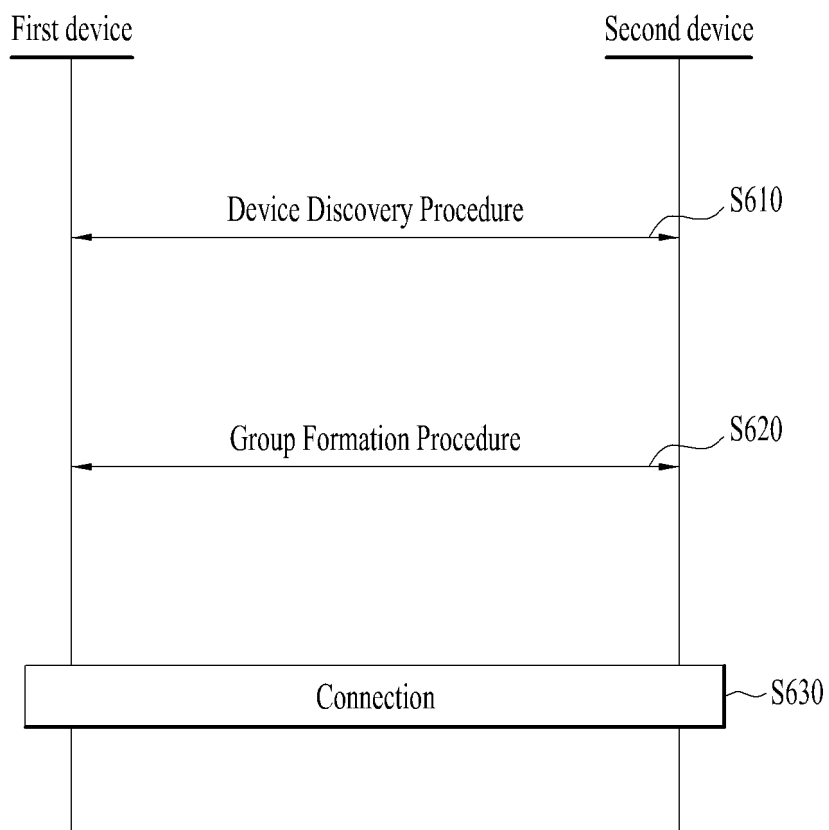 First device
Second device
Device Discovery Procedure
S610
Group Formation Procedure
S620
Connection
S630